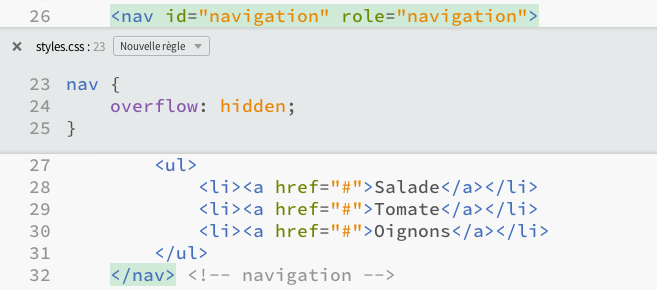 26 <nav id="navigation" role="navigation">
× styles.css : 23 Nouvelle règle ▼
23 nav {
24 overflow: hidden;
25 }
27 <ul>
28 <li><a href="#">Salade</a></li>
29 <li><a href="#">Tomate</a></li>
30 <li><a href="#">Oignons</a></li>
31 </ul>
32 </nav> <!-- navigation -->